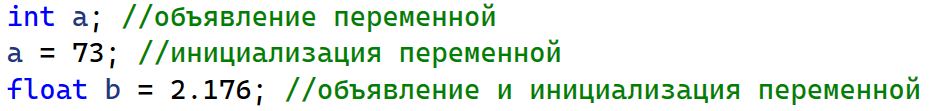 int a; //объявление переменной
a = 73; //инициализация переменной
float b = 2.176; //объявление и инициализация переменной